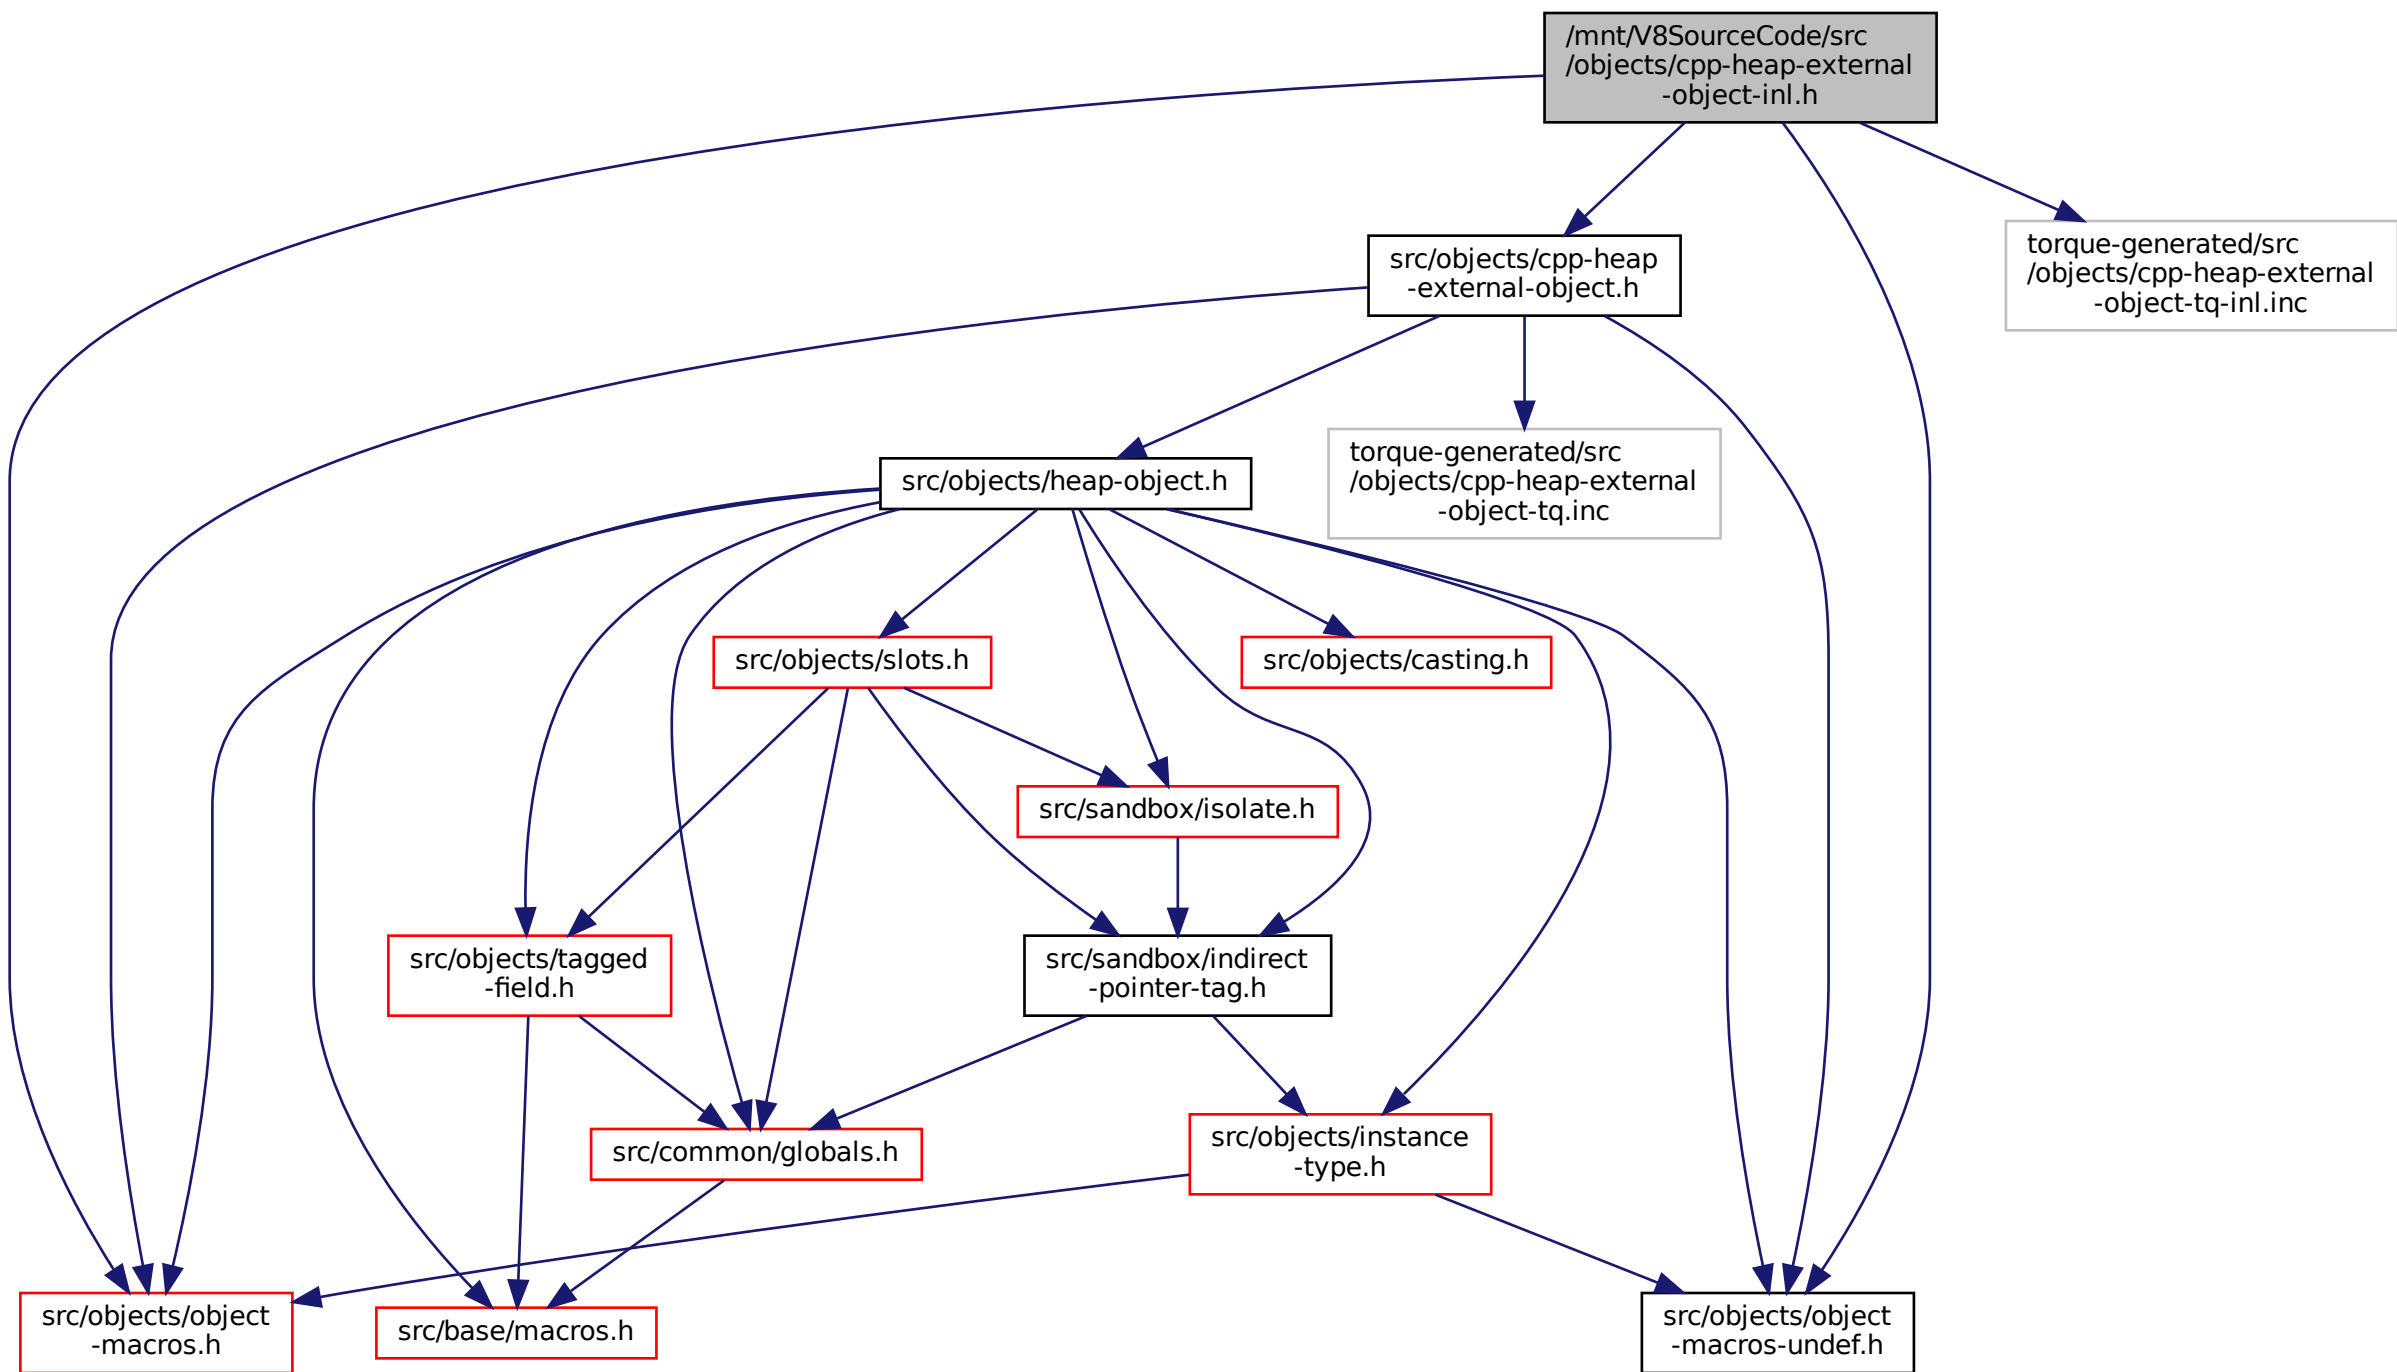 /mnt/V8SourceCode/src
/objects/cpp-heap-external
-object-inl.h
src/objects/cpp-heap
-external-object.h
torque-generated/src
/objects/cpp-heap-external
-object-tq-inl.inc
src/objects/heap-object.h
torque-generated/src
/objects/cpp-heap-external
-object-tq.inc
src/objects/slots.h
src/objects/casting.h
src/sandbox/isolate.h
src/objects/tagged
-field.h
src/sandbox/indirect
-pointer-tag.h
src/common/globals.h
src/objects/instance
-type.h
src/objects/object
-macros.h
src/base/macros.h
src/objects/object
-macros-undef.h